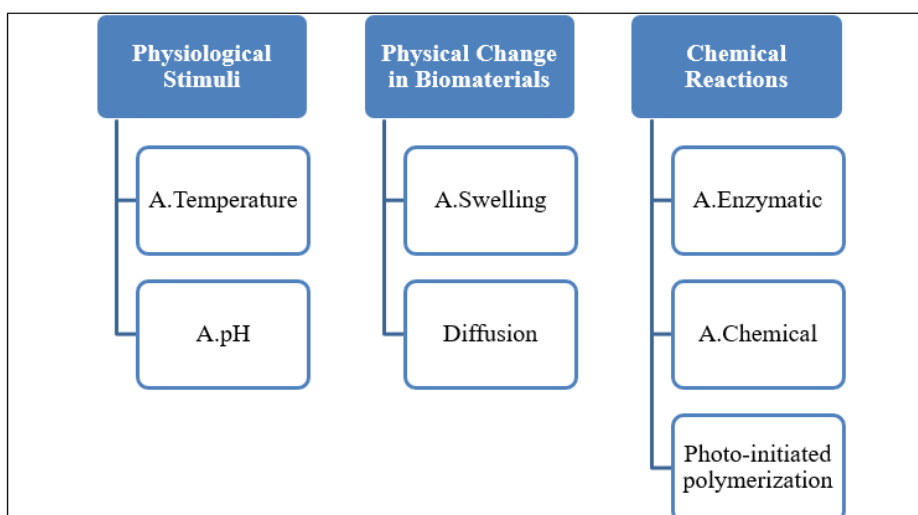 Physiological
Stimuli
A.Temperature
A.pH
Physical Change
in Biomaterials
A.Swelling
Diffusion
Chemical
Reactions
A.Enzymatic
A.Chemical
Photo-initiated
polymerization